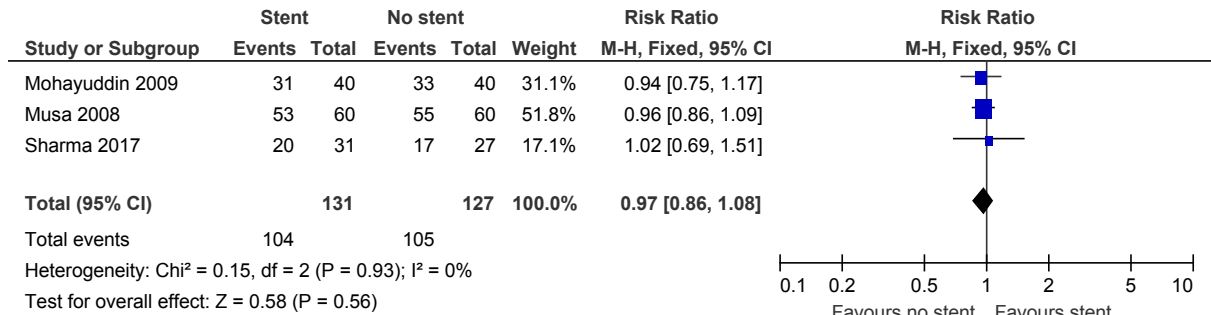 Stent No stent Risk Ratio Risk Ratio
Study or Subgroup Events Total Events Total Weight M-H, Fixed, 95% CI M-H, Fixed, 95% CI
Mohayuddin 2009 31 40 33 40 31.1% 0.94 [0.75, 1.17]
Musa 2008 53 60 55 60 51.8% 0.96 [0.86, 1.09]
Sharma 2017 20 31 17 27 17.1% 1.02 [0.69, 1.51]
Total (95% CI) 131 127 100.0% 0.97 [0.86, 1.08]
Total events 104 105
Heterogeneity: Chi² = 0.15, df = 2 (P = 0.93); I² = 0%
Test for overall effect: Z = 0.58 (P = 0.56)
0.1 0.2 0.5 1 2 5 10
Favours no stent Favours stent